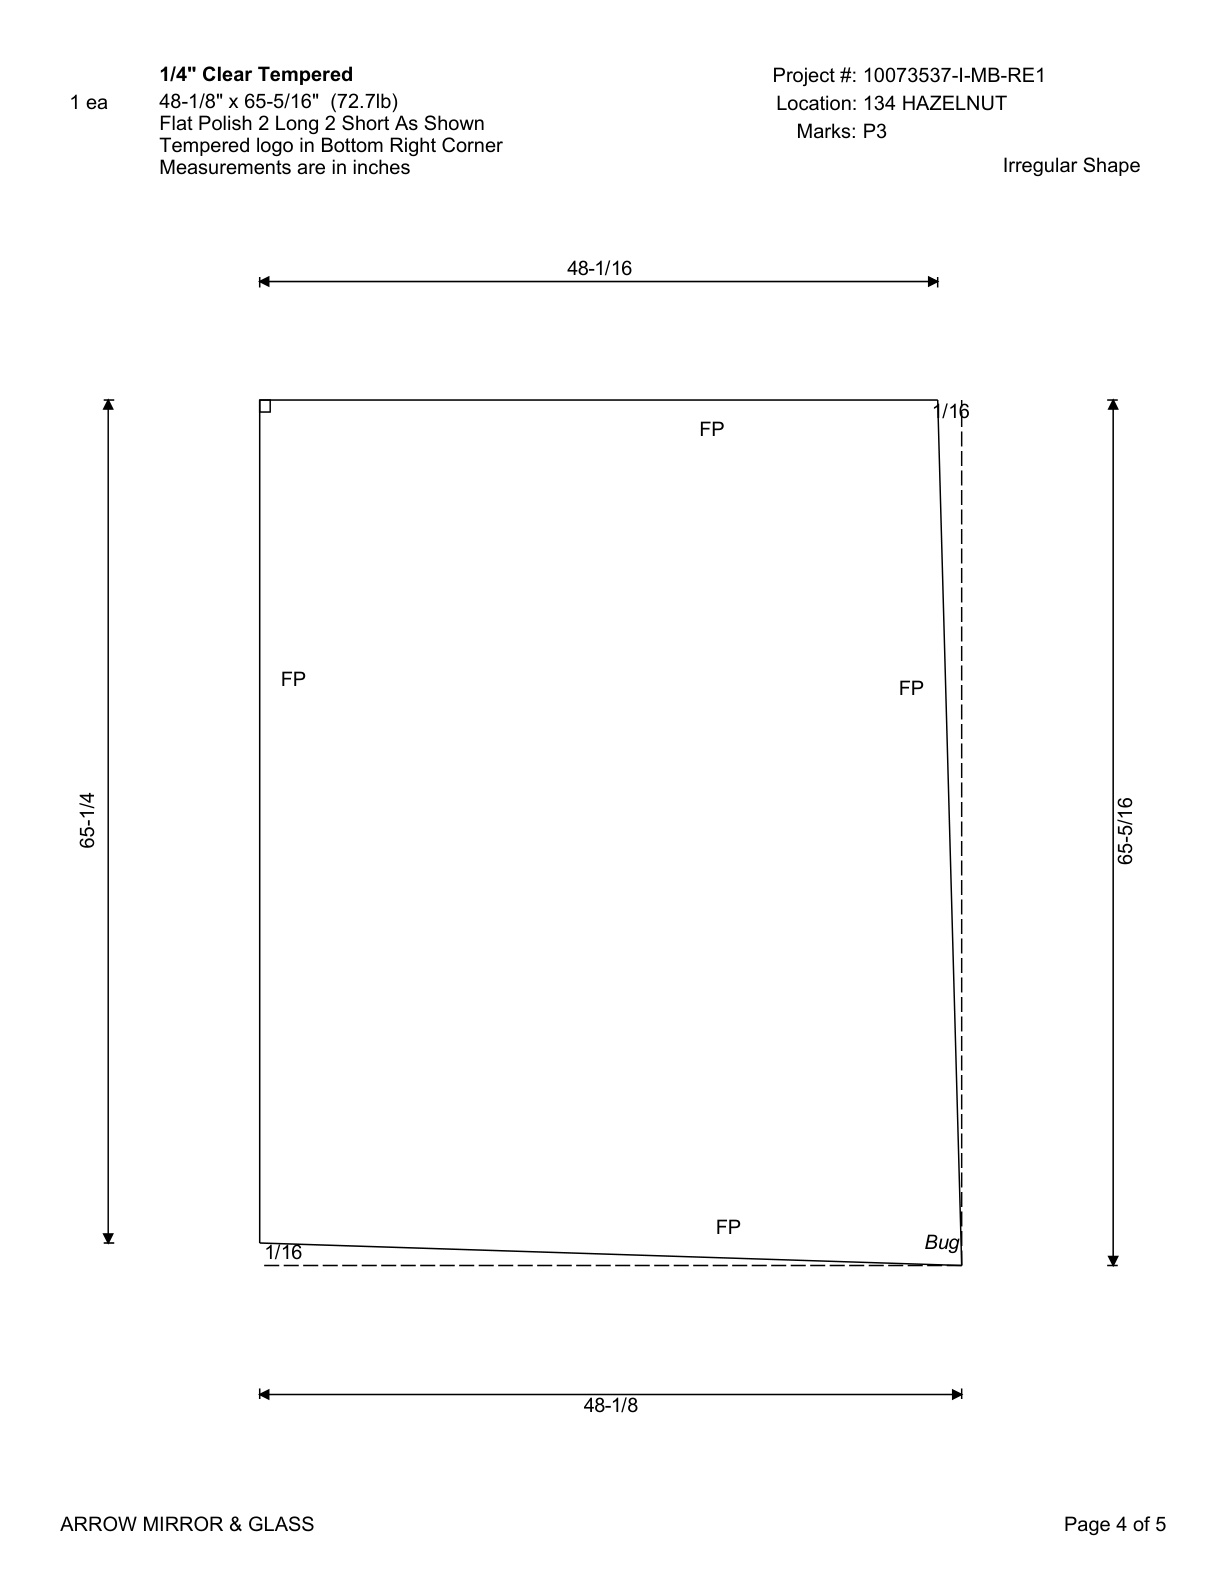 1/4" Clear Tempered
1 ea
48-1/8" x 65-5/16" (72.7lb)
Flat Polish 2 Long 2 Short As Shown
Tempered logo in Bottom Right Corner
Measurements are in inches
Project #: 10073537-I-MB-RE1
Location: 134 HAZELNUT
Marks: P3
Irregular Shape
48-1/16
1/16
FP
FP
FP
65-1/4
65-5/16
FP
Bug
1/16
48-1/8
ARROW MIRROR & GLASS
Page 4 of 5